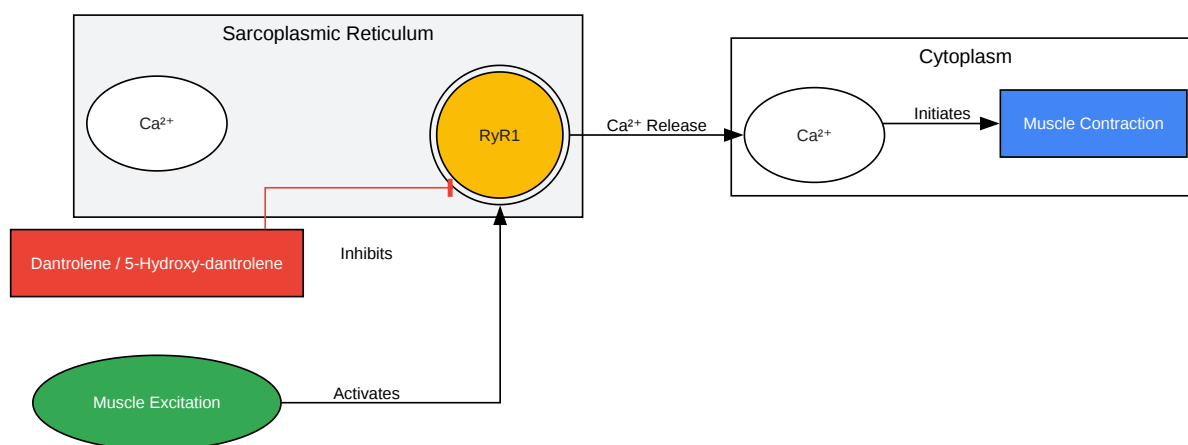 Sarcoplasmic Reticulum
Ca²⁺
RyR1
Ca²⁺ Release
Cytoplasm
Ca²⁺
Initiates
Muscle Contraction
Dantrolene / 5-Hydroxy-dantrolene
Inhibits
Muscle Excitation
Activates